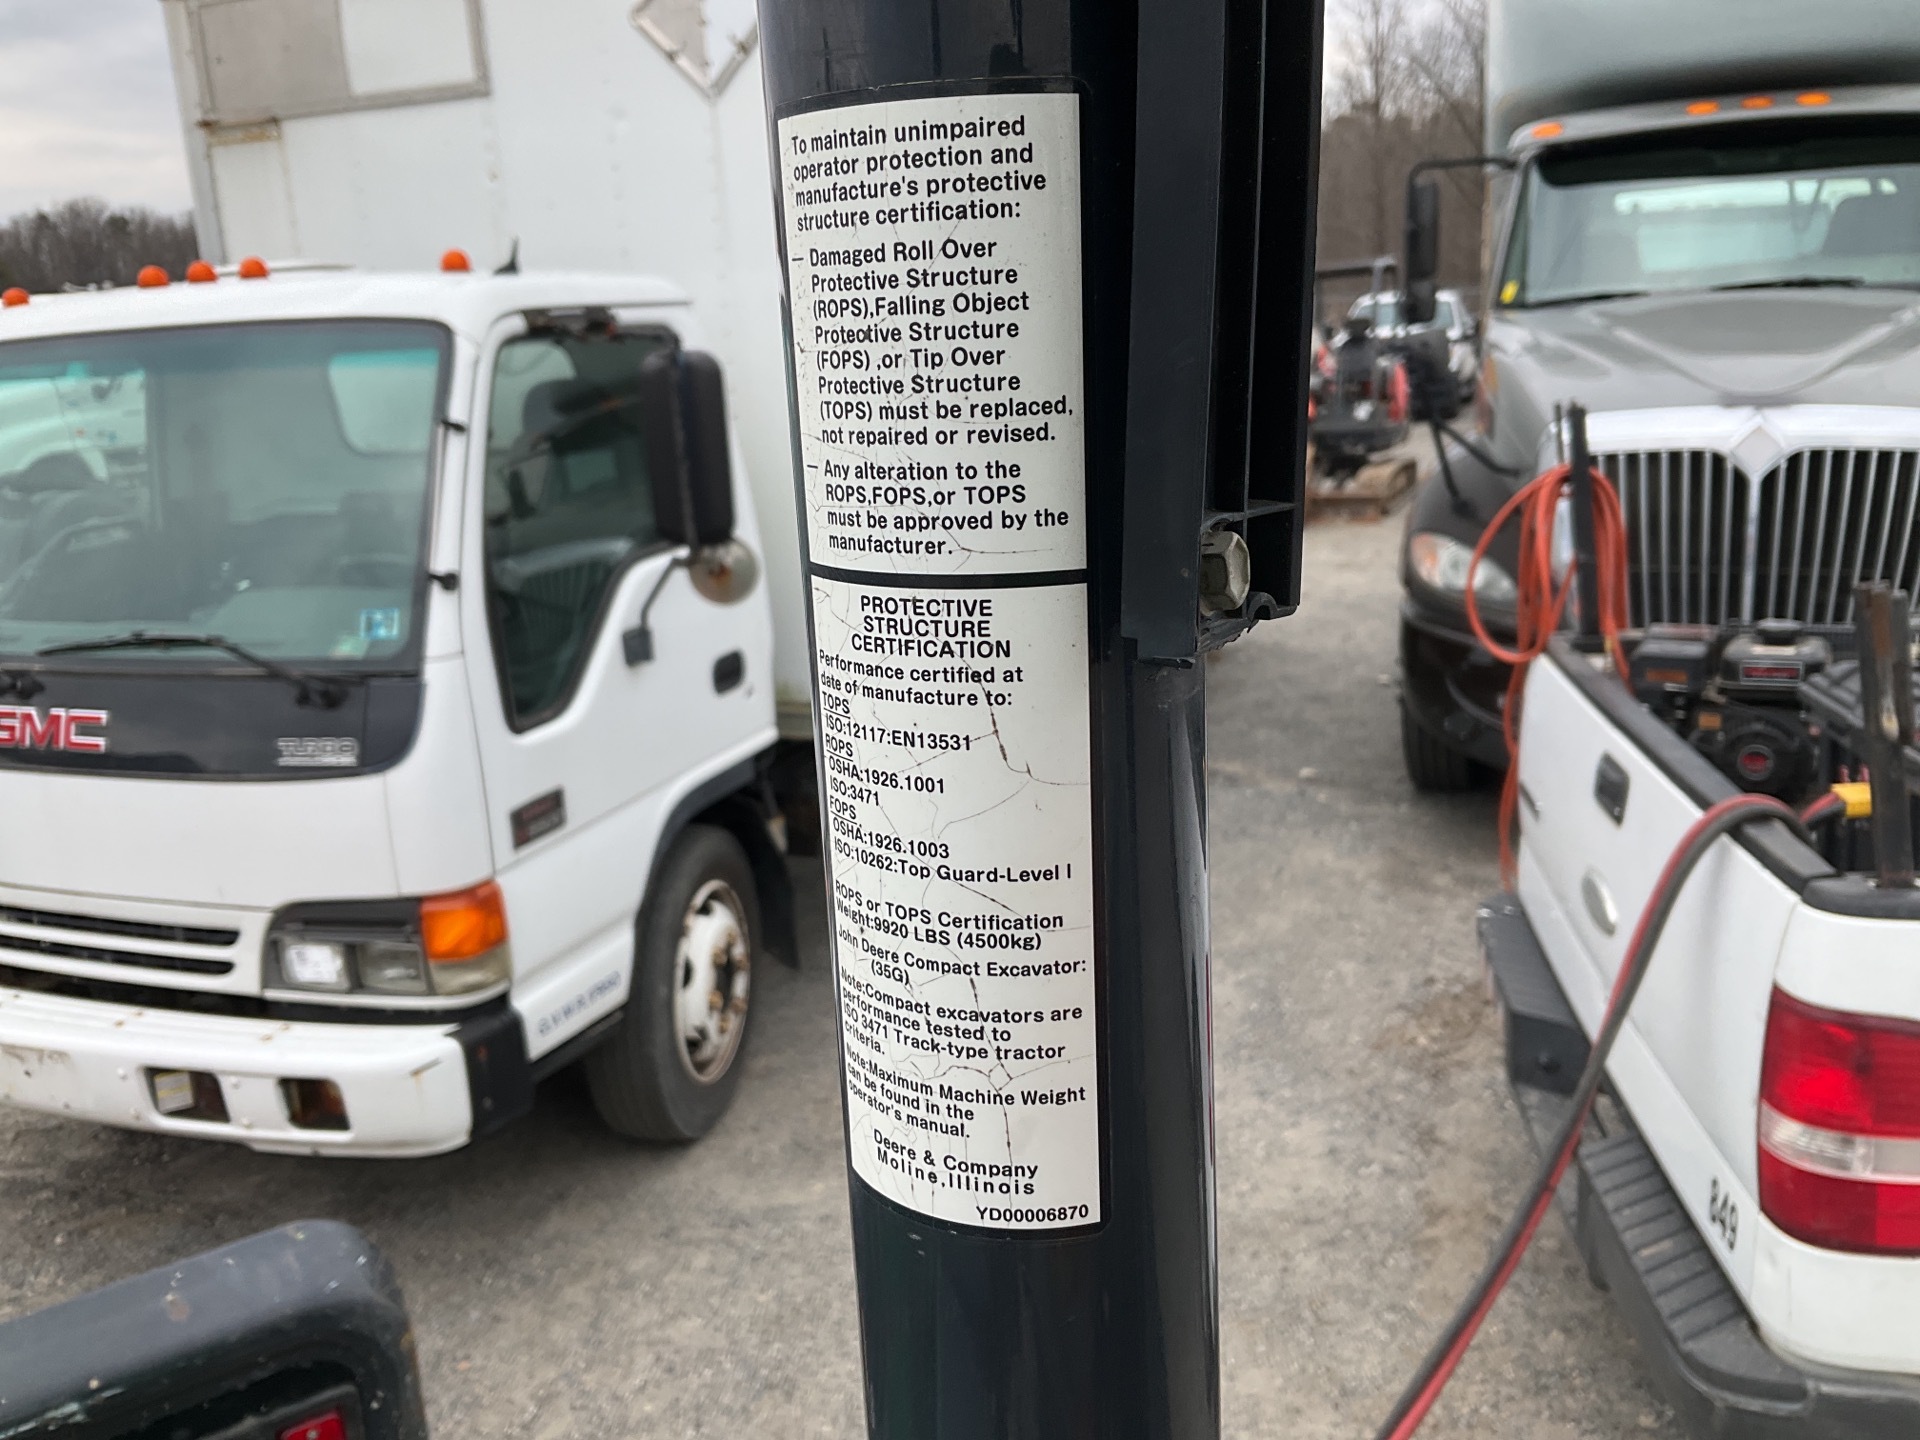 To maintain unimpaired
operator protection and
manufacture's protective
structure certification:
– Damaged Roll Over
Protective Structure
(ROPS),Falling Object
Protective Structure
(FOPS) ,or Tip Over
Protective Structure
(TOPS) must be replaced,
not repaired or revised.
– Any alteration to the
ROPS,FOPS,or TOPS
must be approved by the
manufacturer.
PROTECTIVE
STRUCTURE
CERTIFICATION
Performance certified at
date of manufacture to:
TOPS
ISO:12117:EN13531
ROPS
OSHA:1926.1001
ISO:3471
FOPS
OSHA:1926.1003
ISO:10262:Top Guard-Level I
ROPS or TOPS Certification
Weight:9920 LBS (4500kg)
John Deere Compact Excavator:
(35G)
Note:Compact excavators are
performance tested to
ISO 3471 Track-type tractor
criteria.
Note:Maximum Machine Weight
can be found in the
operator's manual.
Deere & Company
Moline,Illinois
YD00006870
GMC
TURBO
849